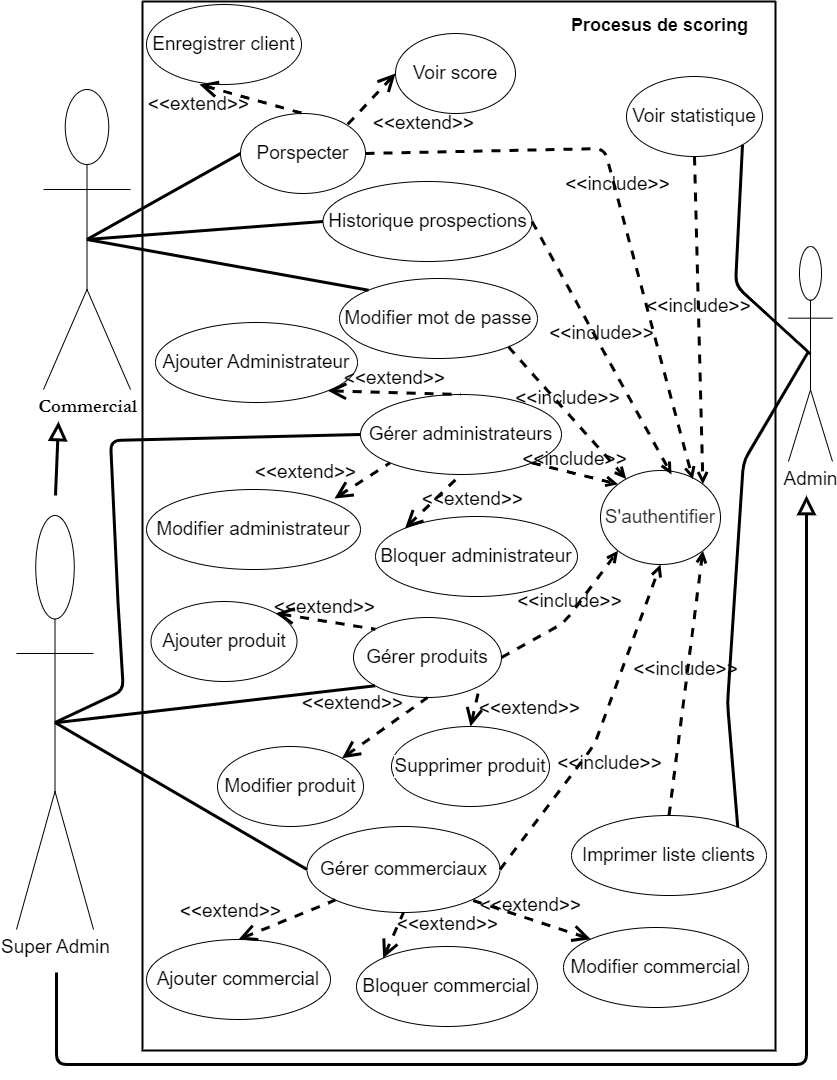 Procesus de scoring
Enregistrer client
Voir score
<<extend>>
<<extend>>
Voir statistique
Porspecter
<<include>>
Historique prospections
<<include>>
Modifier mot de passe
<<include>>
Ajouter Administrateur
<<extend>>
<<include>>
Commercial
Gérer administrateurs
<<include>>
<<extend>>
Admin
<<extend>>
S'authentifier
Modifier administrateur
Bloquer administrateur
<<include>>
<<extend>>
Ajouter produit
Gérer produits
<<include>>
<<extend>>
<<extend>>
<<include>>
Supprimer produit
Modifier produit
Imprimer liste clients
Gérer commerciaux
<<extend>>
<<extend>>
<<extend>>
Super Admin
Modifier commercial
Ajouter commercial
Bloquer commercial